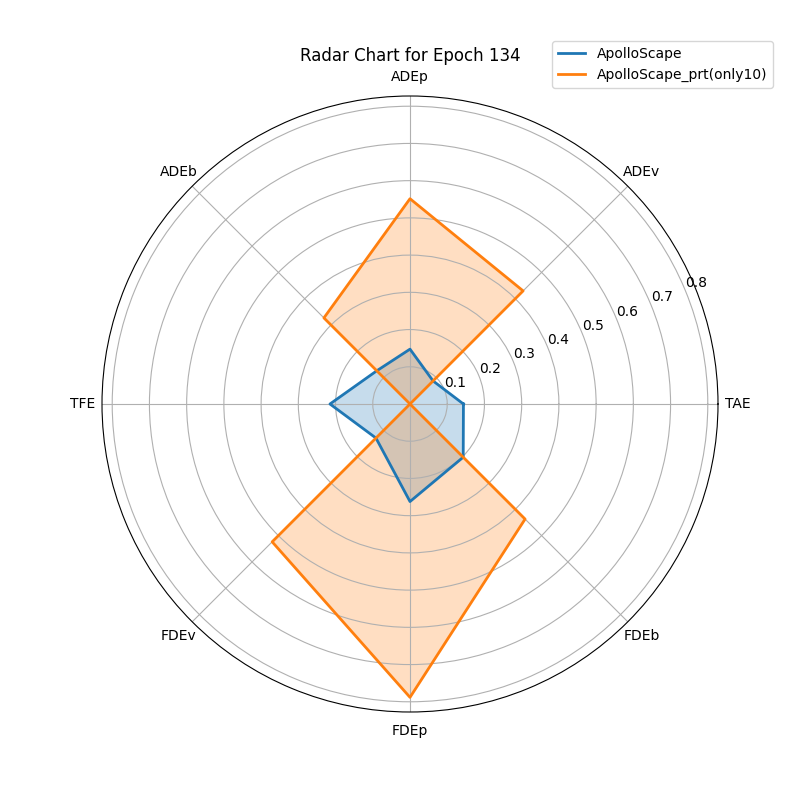 Radar Chart for Epoch 134
ApolloScape
ApolloScape_prt(only10)
ADEp
ADEb
ADEv
0.8
0.7
0.6
0.5
0.4
0.3
0.2
0.1
TFE
TAE
FDEv
FDEb
FDEp